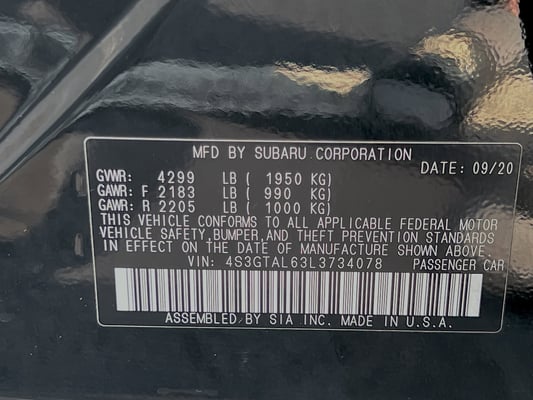 MFD BY SUBARU CORPORATION
DATE: 09/20
GVWR: 4299 LB ( 1950 KG)
GAWR: F 2183 LB ( 990 KG)
GAWR: R 2205 LB ( 1000 KG)
THIS VEHICLE CONFORMS TO ALL APPLICABLE FEDERAL MOTOR
VEHICLE SAFETY, BUMPER, AND THEFT PREVENTION STANDARDS
IN EFFECT ON THE DATE OF MANUFACTURE SHOWN ABOVE.
VIN: 4S3GTAL63L3734078 PASSENGER CAR
ASSEMBLED BY SIA INC. MADE IN U.S.A.